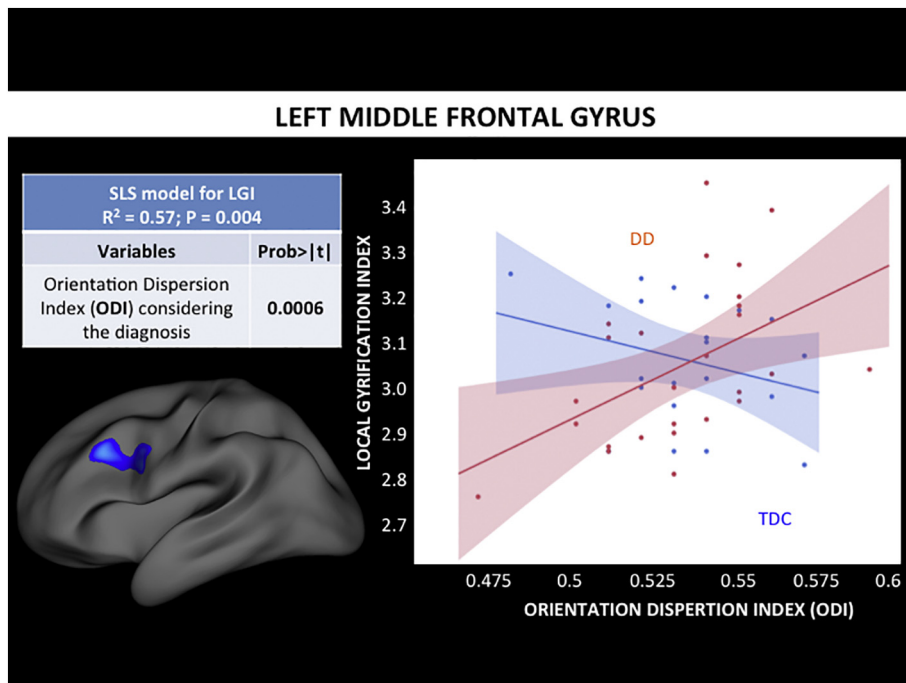 LEFT MIDDLE FRONTAL GYRUS
SLS model for LGI
R² = 0.57; P = 0.004
Variables
Prob>|t|
Orientation Dispersion
Index (ODI) considering
the diagnosis
0.0006
LOCAL GYRIFICATION INDEX
3.4
3.3
3.2
3.1
3.0
2.9
2.8
2.7
DD
TDC
0.475
0.5
0.525
0.55
0.575
0.6
ORIENTATION DISPERTION INDEX (ODI)